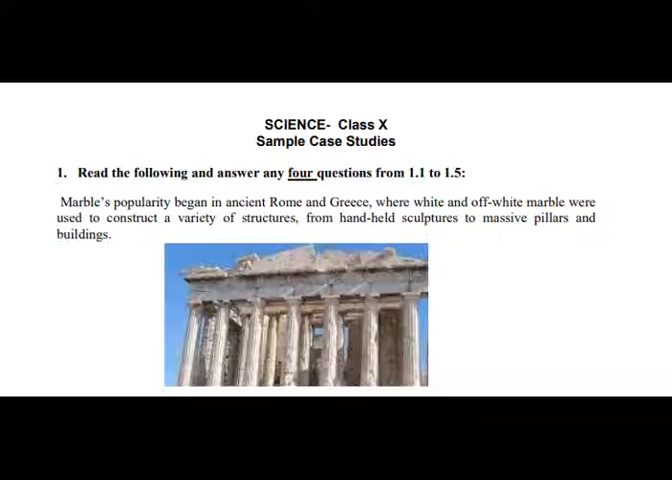 SCIENCE- Class X
Sample Case Studies
1. Read the following and answer any four questions from 1.1 to 1.5:
Marble's popularity began in ancient Rome and Greece, where white and off-white marble were
used to construct a variety of structures, from hand-held sculptures to massive pillars and
buildings.